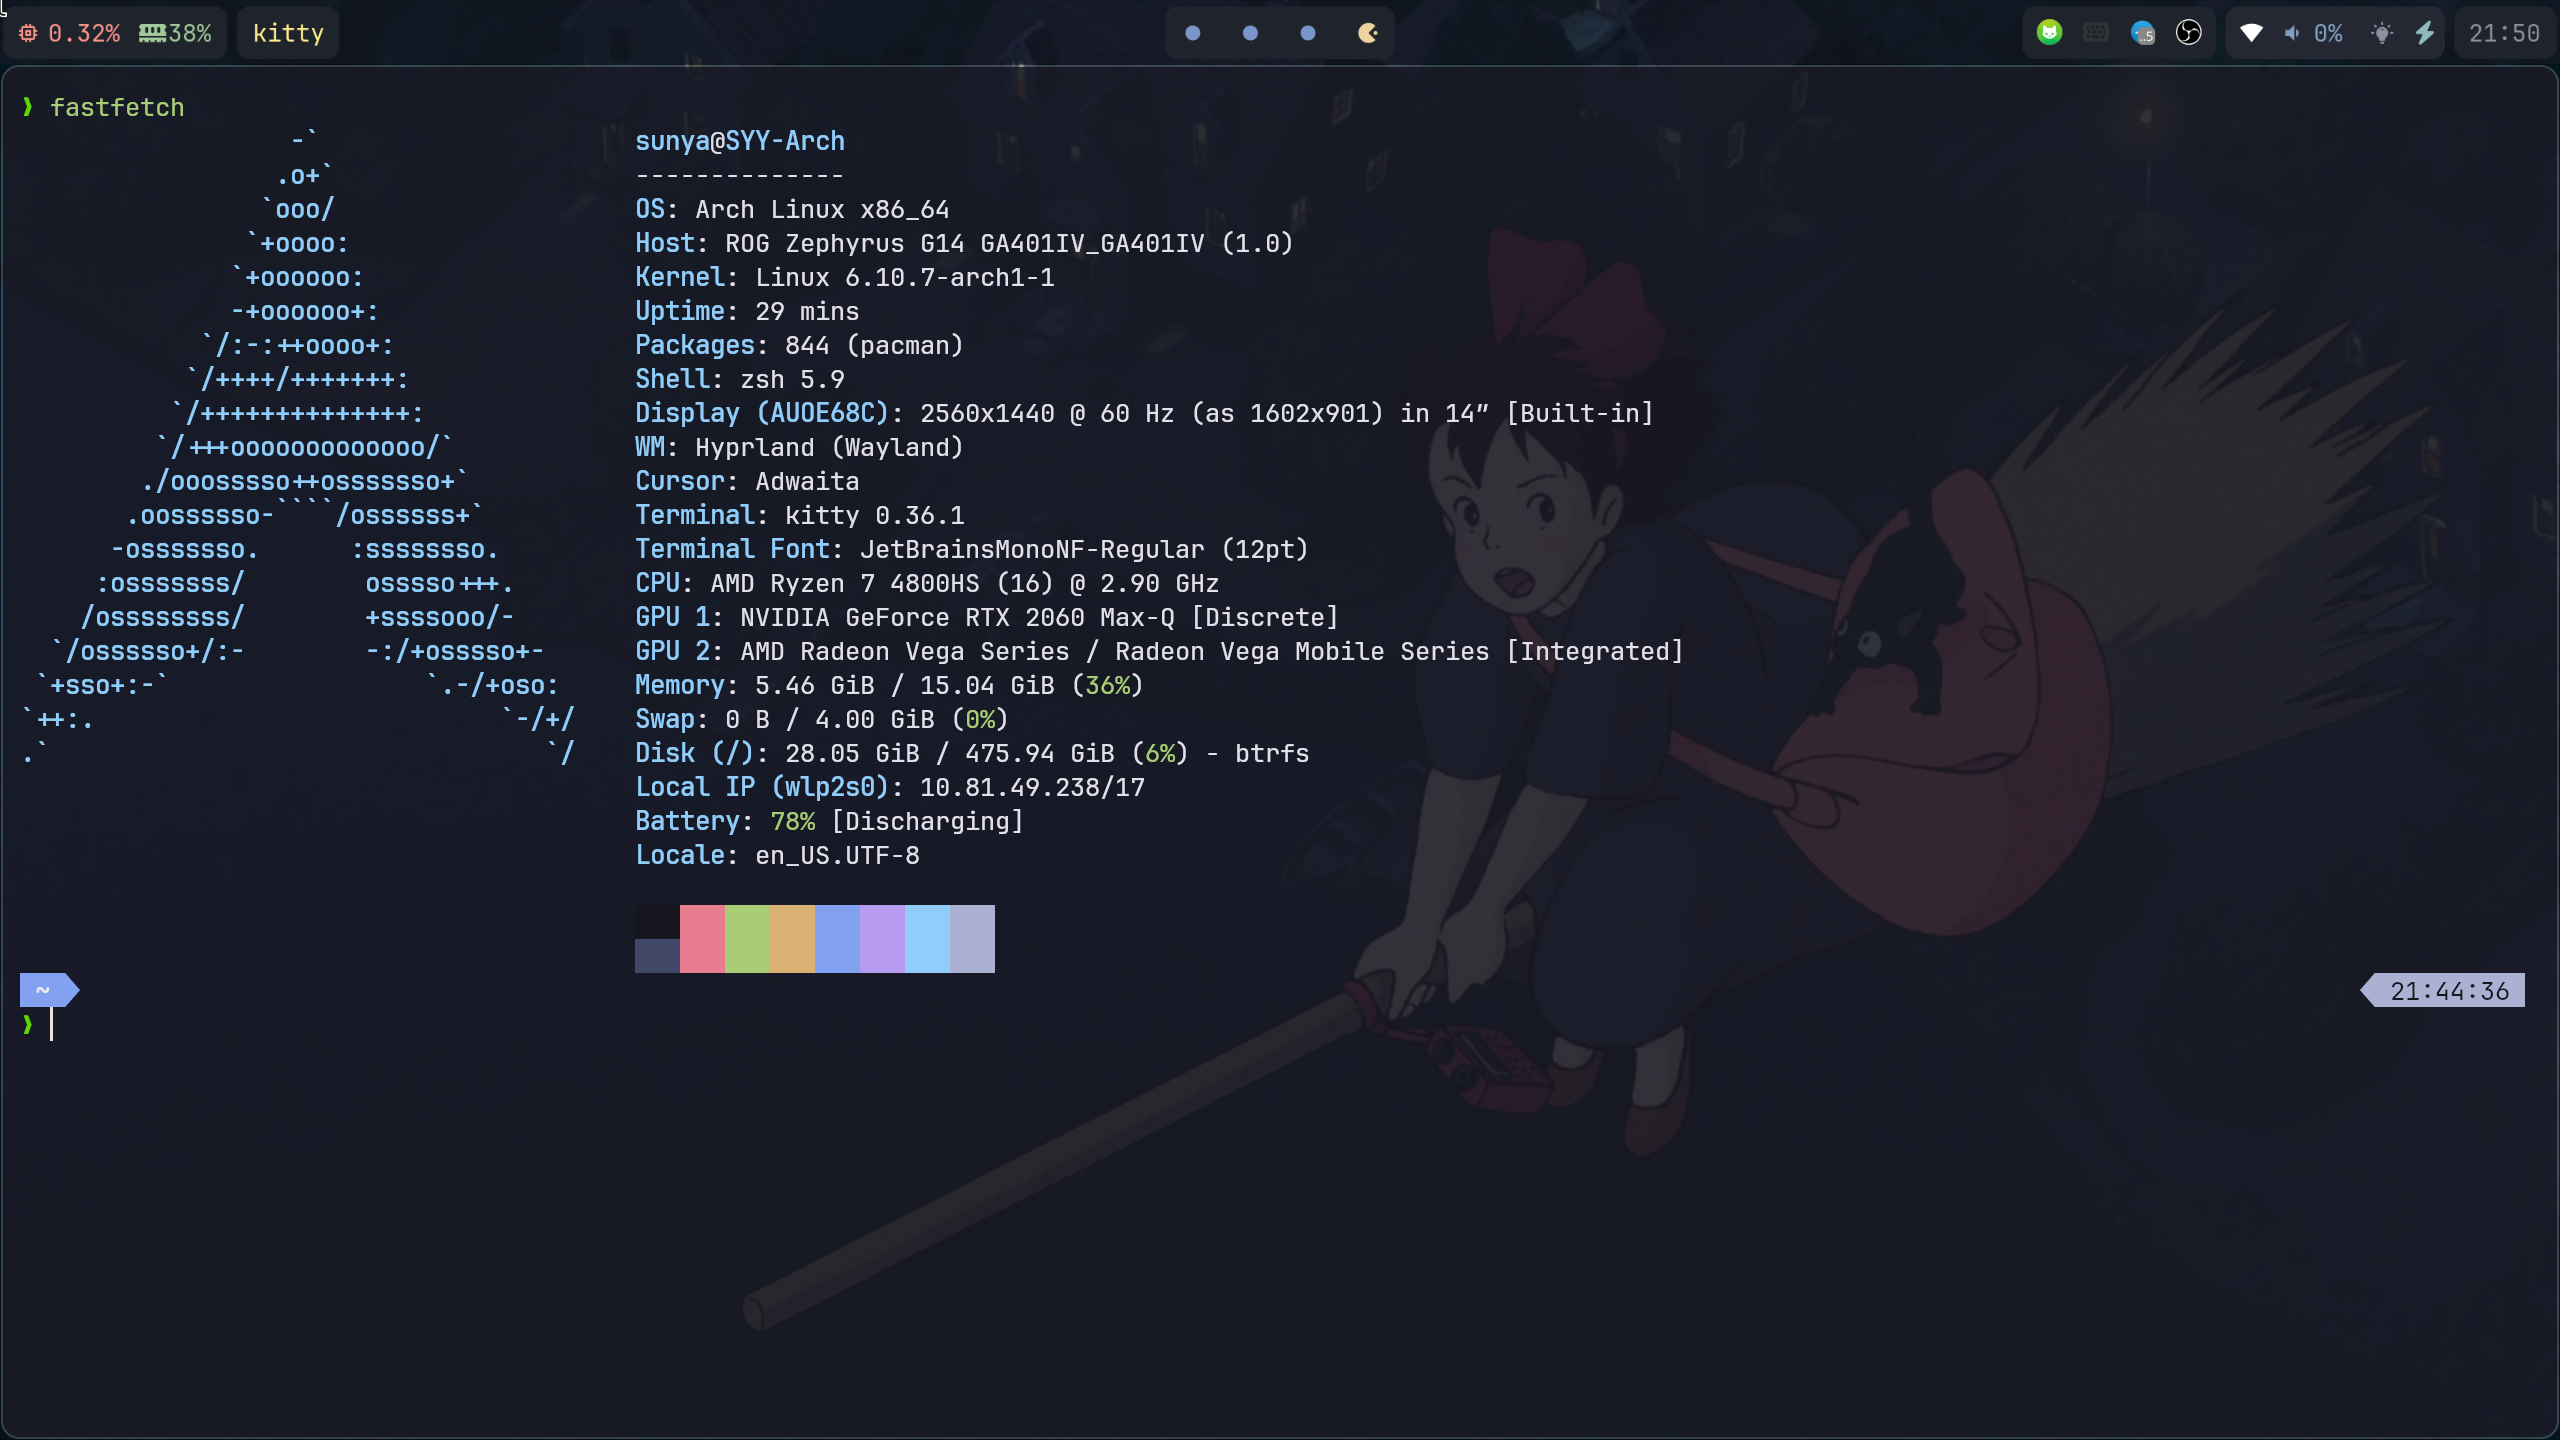 0.32% 38% kitty ..5 0% 21:50
❱ fastfetch
-`
.o+`
`ooo/
`+oooo:
`+oooooo:
-+oooooo+:
`/:-:++oooo+:
`/++++/+++++++:
`/++++++++++++++:
`/+++ooooooooooooo/`
./ooosssso++osssssso+`
.oossssso-````/ossssss+`
-osssssso. :ssssssso.
:osssssss/ osssso+++.
/ossssssss/ +ssssooo/-
`/ossssso+/:- -:/+osssso+-
`+sso+:-` `.-/+oso:
`++:. `-/+/
.` `/
sunya@SYY-Arch
--------------
OS: Arch Linux x86_64
Host: ROG Zephyrus G14 GA401IV_GA401IV (1.0)
Kernel: Linux 6.10.7-arch1-1
Uptime: 29 mins
Packages: 844 (pacman)
Shell: zsh 5.9
Display (AUOE68C): 2560x1440 @ 60 Hz (as 1602x901) in 14″ [Built-in]
WM: Hyprland (Wayland)
Cursor: Adwaita
Terminal: kitty 0.36.1
Terminal Font: JetBrainsMonoNF-Regular (12pt)
CPU: AMD Ryzen 7 4800HS (16) @ 2.90 GHz
GPU 1: NVIDIA GeForce RTX 2060 Max-Q [Discrete]
GPU 2: AMD Radeon Vega Series / Radeon Vega Mobile Series [Integrated]
Memory: 5.46 GiB / 15.04 GiB (36%)
Swap: 0 B / 4.00 GiB (0%)
Disk (/): 28.05 GiB / 475.94 GiB (6%) - btrfs
Local IP (wlp2s0): 10.81.49.238/17
Battery: 78% [Discharging]
Locale: en_US.UTF-8
~ 21:44:36
❱